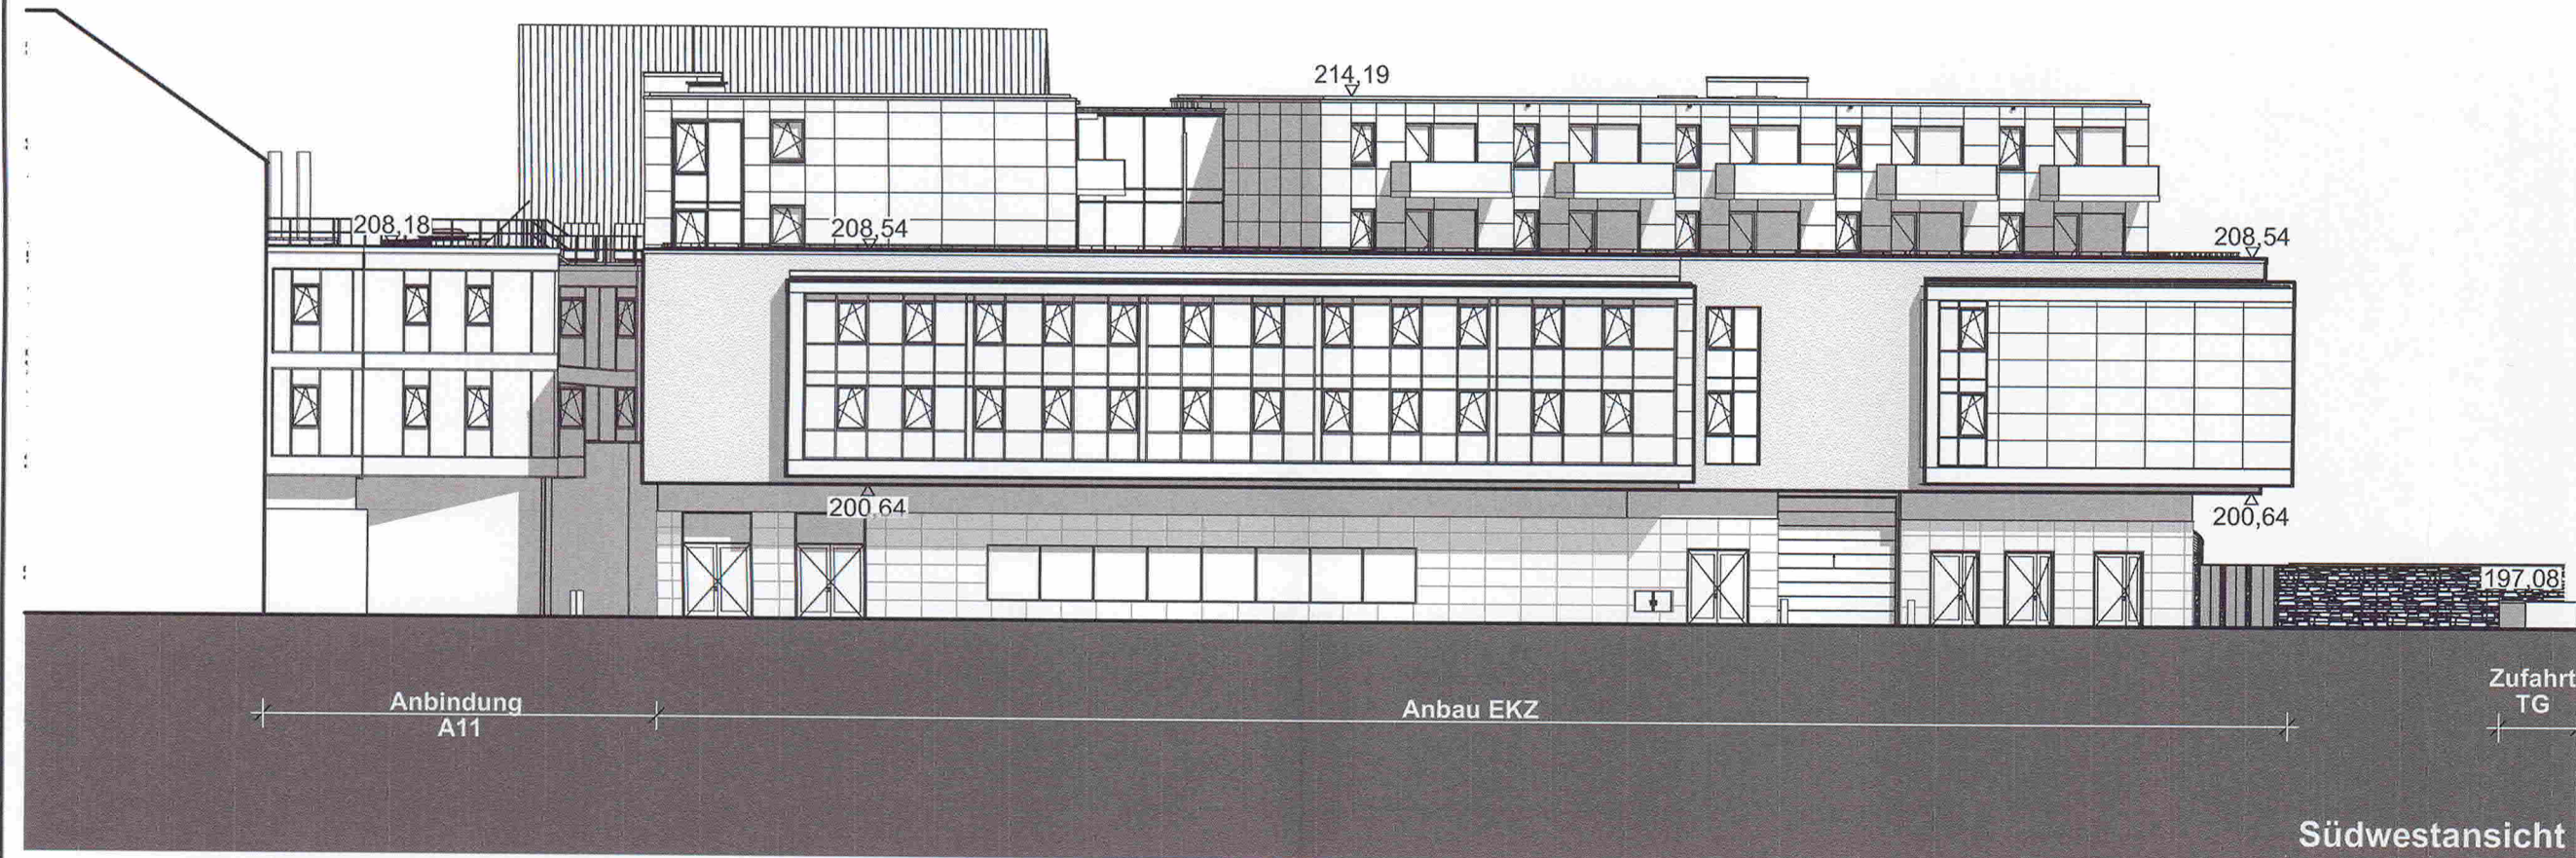 214,19
208,18
208,54
208,54
200,64
200,64
197,08
Anbindung
A11
Anbau EKZ
Zufahrt
TG
Südwestansicht